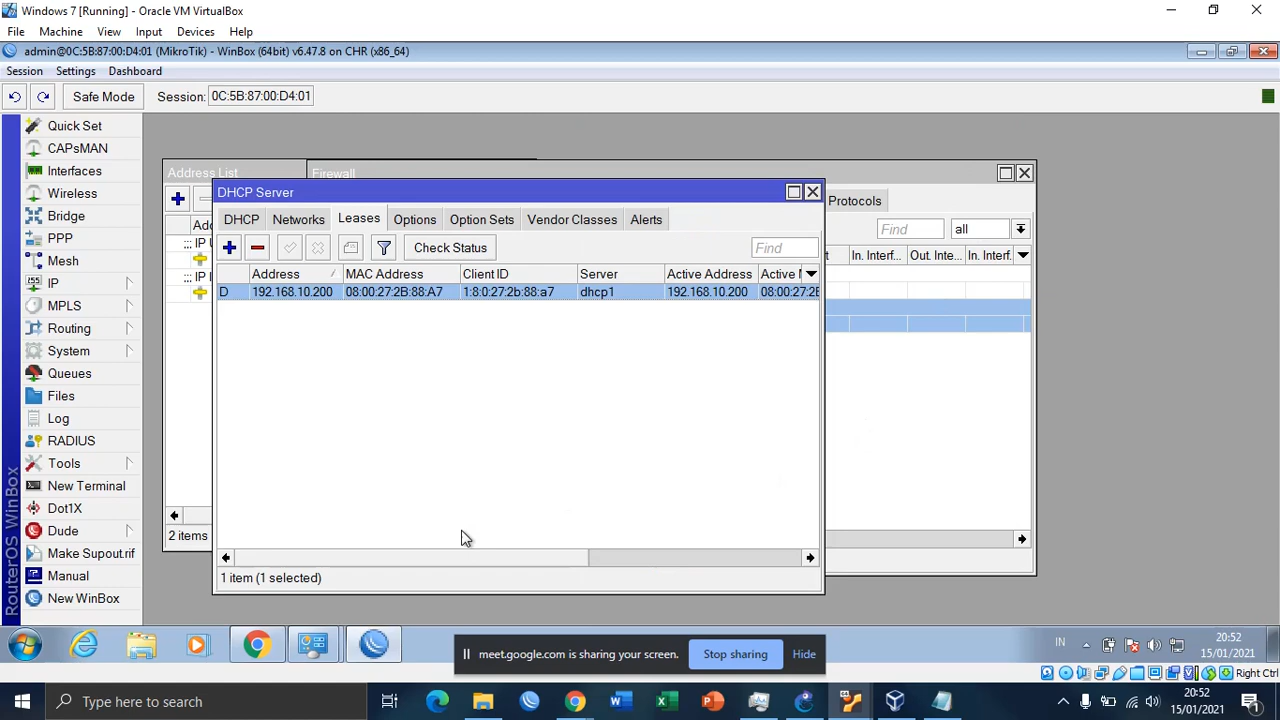 Windows 7 [Running] - Oracle VM VirtualBox
File Machine View Input Devices Help
admin@0C:5B:87:00:D4:01 (MikroTik) - WinBox (64bit) v6.47.8 on CHR (x86_64)
Session Settings Dashboard
Safe Mode Session: 0C:5B:87:00:D4:01
Quick Set
CAPsMAN
Interfaces
Wireless
Bridge
PPP
Mesh
IP
MPLS
Routing
System
Queues
Files
Log
RADIUS
Tools
New Terminal
Dot1X
Dude
Make Supout.rif
Manual
New WinBox
RouterOS WinBox
Address List
::: IP
::: IP
2 items
Firewall
Protocols
Find all
In. Interf... Out. Inte... In. Interf.
DHCP Server
DHCP Networks Leases Options Option Sets Vendor Classes Alerts
Check Status Find
Address MAC Address Client ID Server Active Address
D 192.168.10.200 08:00:27:2B:88:A7 1:8:0:27:2b:88:a7 dhcp1 192.168.10.200
1 item (1 selected)
IN
20:52
15/01/2021
meet.google.com is sharing your screen. Stop sharing Hide
Right Ctrl
Type here to search
20:52
15/01/2021